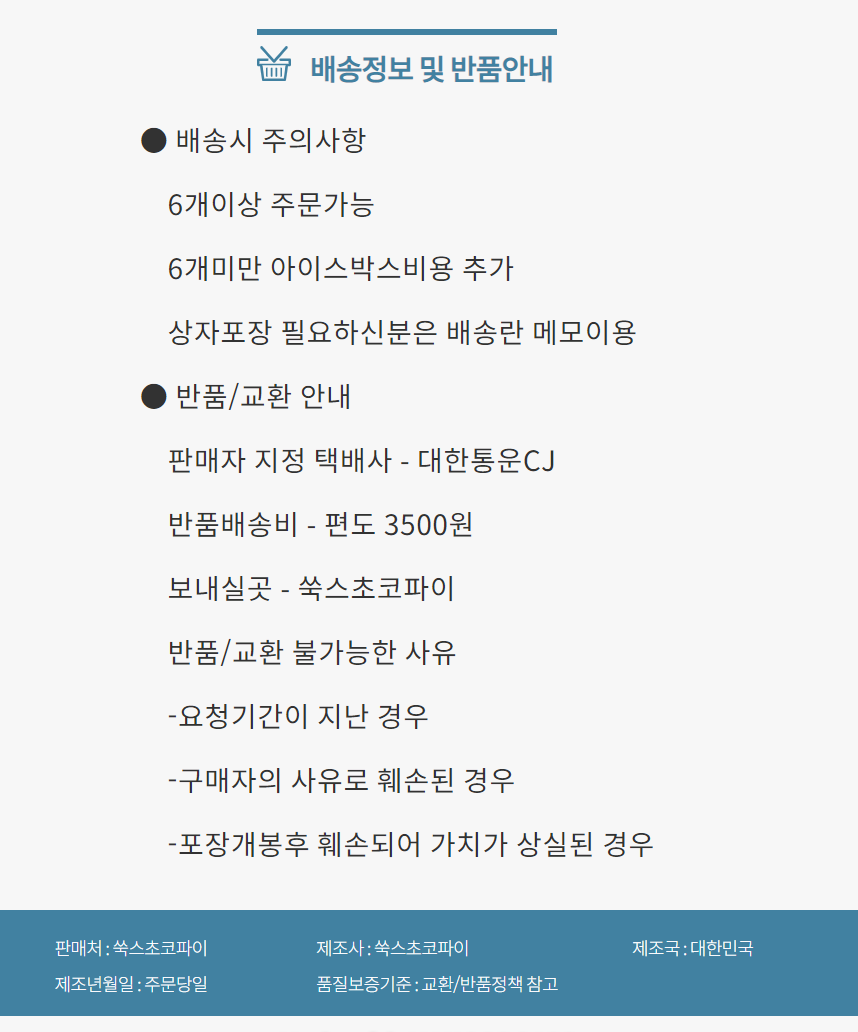 배송정보 및 반품안내
● 배송시 주의사항
6개이상 주문가능
6개미만 아이스박스비용 추가
상자포장 필요하신분은 배송란 메모이용
● 반품/교환 안내
판매자 지정 택배사 - 대한통운CJ
반품배송비 - 편도 3500원
보내실곳 - 쑥스초코파이
반품/교환 불가능한 사유
-요청기간이 지난 경우
-구매자의 사유로 훼손된 경우
-포장개봉후 훼손되어 가치가 상실된 경우
판매처 : 쑥스초코파이 제조사 : 쑥스초코파이 제조국 : 대한민국
제조년월일 : 주문당일 품질보증기준 : 교환/반품정책 참고